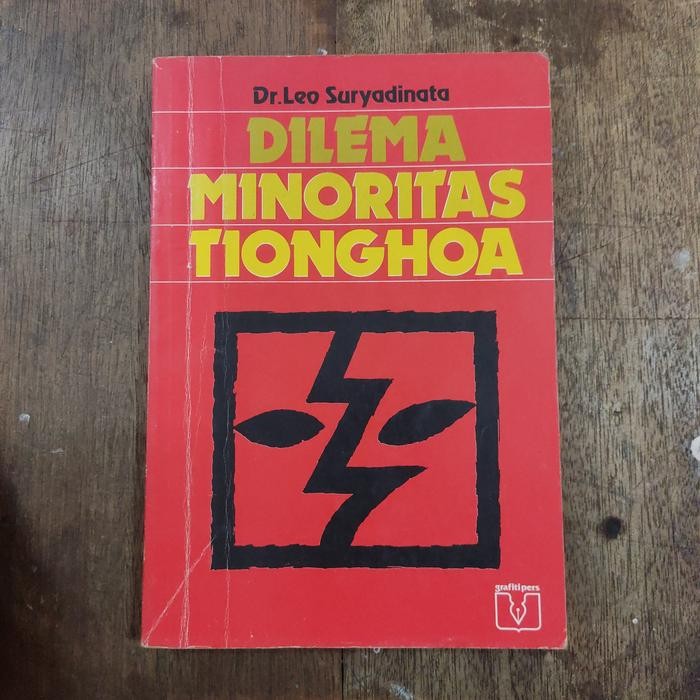 Dr.Leo Suryadinata
DILEMA
MINORITAS
TIONGHOA
grafitipers